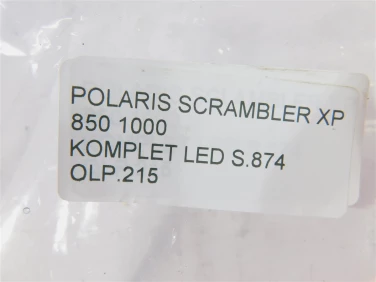 POLARIS SCRAMBLER XP
850 1000
KOMPLET LED S.874
OLP.215